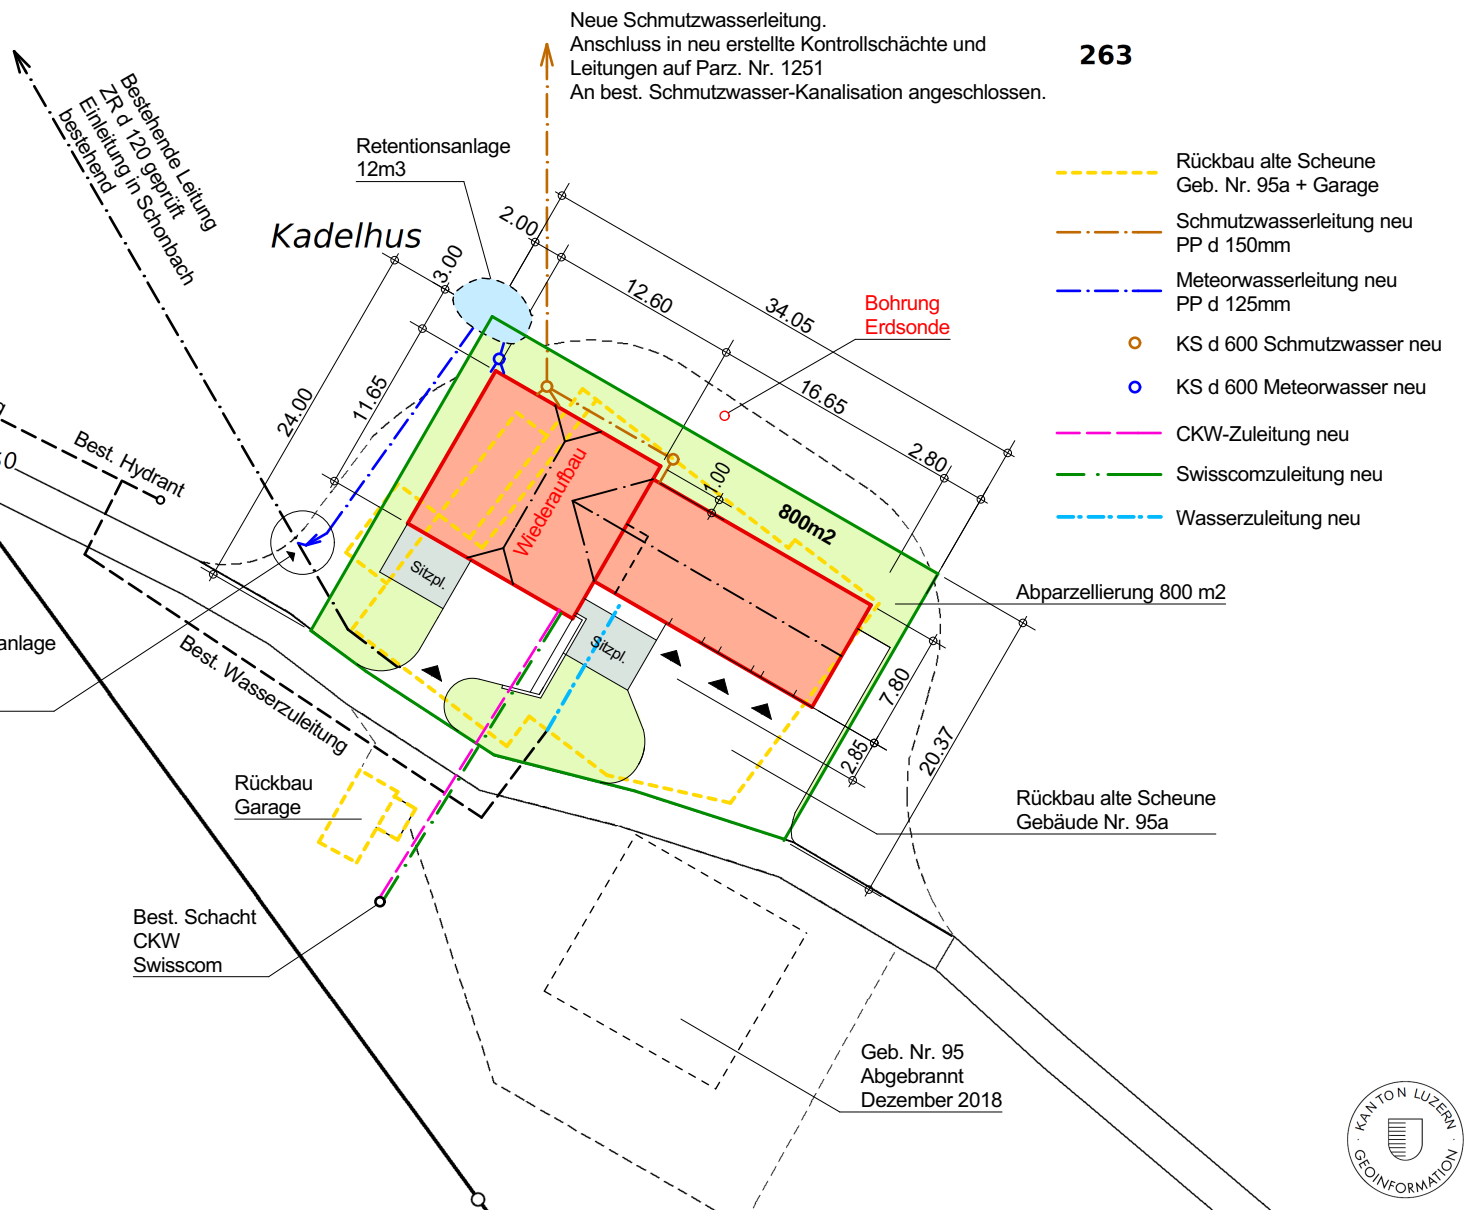 Neue Schmutzwasserleitung.
Anschluss in neu erstellte Kontrollschächte und
Leitungen auf Parz. Nr. 1251
An best. Schmutzwasser-Kanalisation angeschlossen.
263
Bestehende Leitung
ZR d 120 geprüft
Einleitung in Schonbach
bestehend
Retentionsanlage
12m3
Kadelhus
Rückbau alte Scheune
Geb. Nr. 95a + Garage
Schmutzwasserleitung neu
PP d 150mm
Meteorwasserleitung neu
PP d 125mm
KS d 600 Schmutzwasser neu
KS d 600 Meteorwasser neu
CKW-Zuleitung neu
Swisscomzuleitung neu
Wasserzuleitung neu
2.00
3.00
12.60
34.05
Bohrung
Erdsonde
24.00
11.65
16.65
2.80
1.00
800m2
Wiederaufbau
Best. Hydrant
Sitzpl.
Sitzpl.
Abparzellierung 800 m2
anlage
Best. Wasserzuleitung
7.80
2.85
20.37
Rückbau
Garage
Rückbau alte Scheune
Gebäude Nr. 95a
Best. Schacht
CKW
Swisscom
Geb. Nr. 95
Abgebrannt
Dezember 2018
KANTON LUZERN
GEOINFORMATION